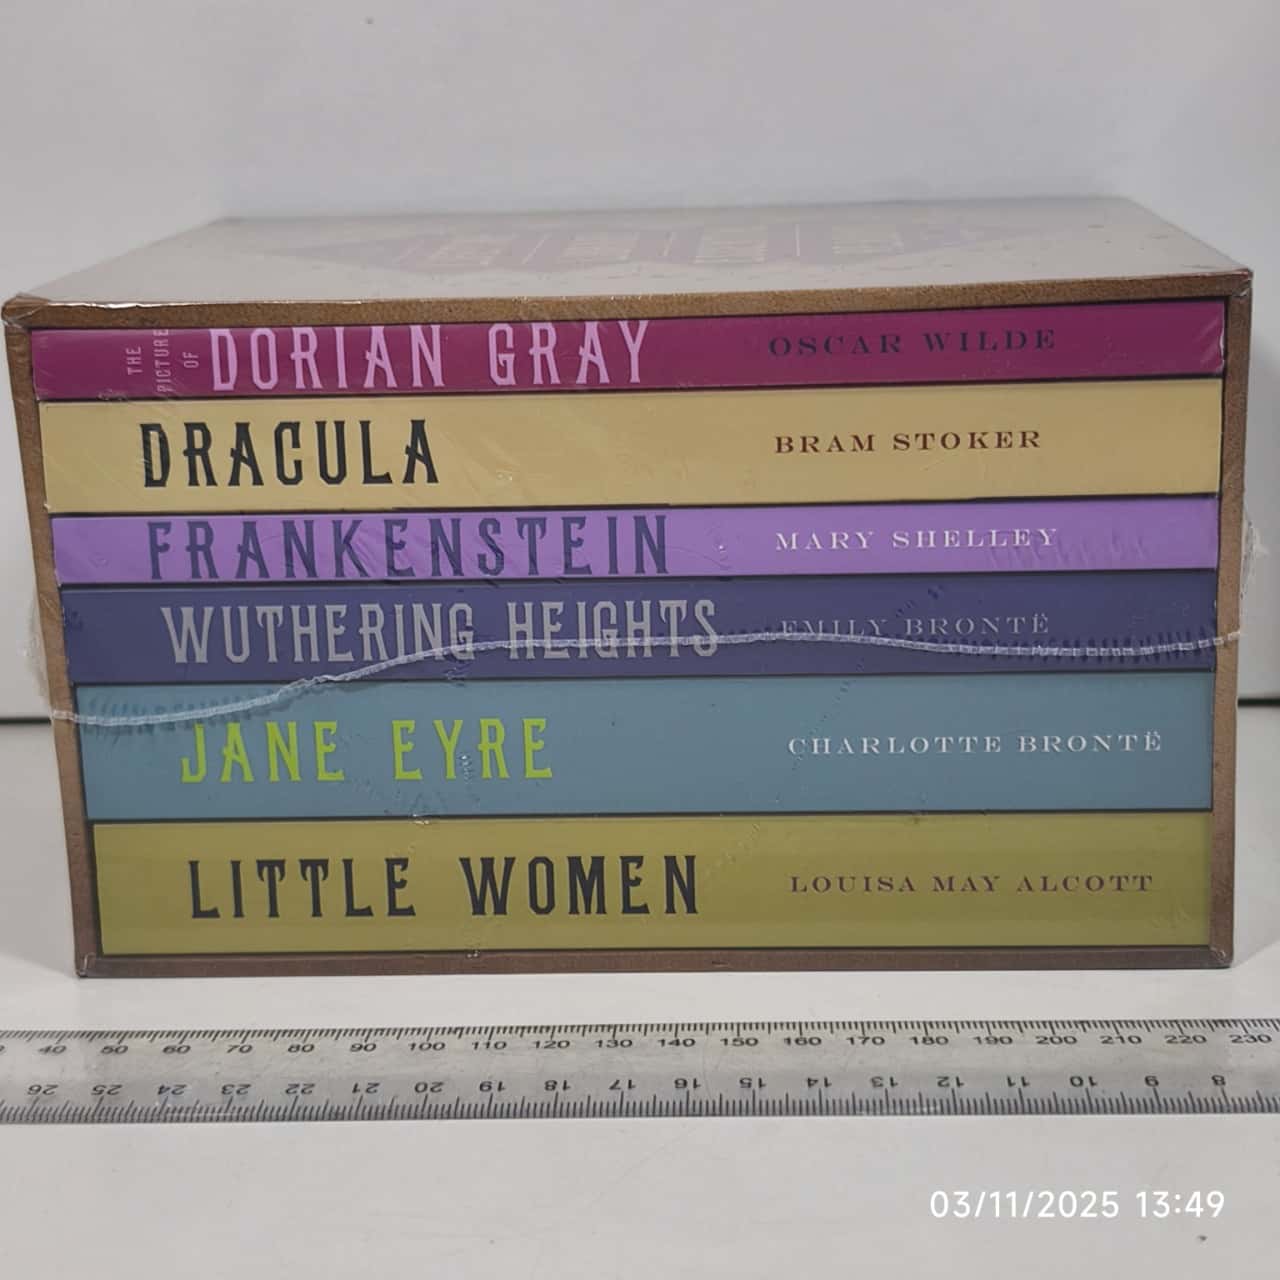 THE PICTURE OF DORIAN GRAY OSCAR WILDE
DRACULA BRAM STOKER
FRANKENSTEIN MARY SHELLEY
WUTHERING HEIGHTS EMILY BRONTË
JANE EYRE CHARLOTTE BRONTË
LITTLE WOMEN LOUISA MAY ALCOTT
40 50 60 70 80 90 100 110 120 130 140 150 160 170 180 190 200 210 220 230
26 25 24 23 22 21 20 19 18 17 16 15 14 13 12 11 10 9 8
03/11/2025 13:49